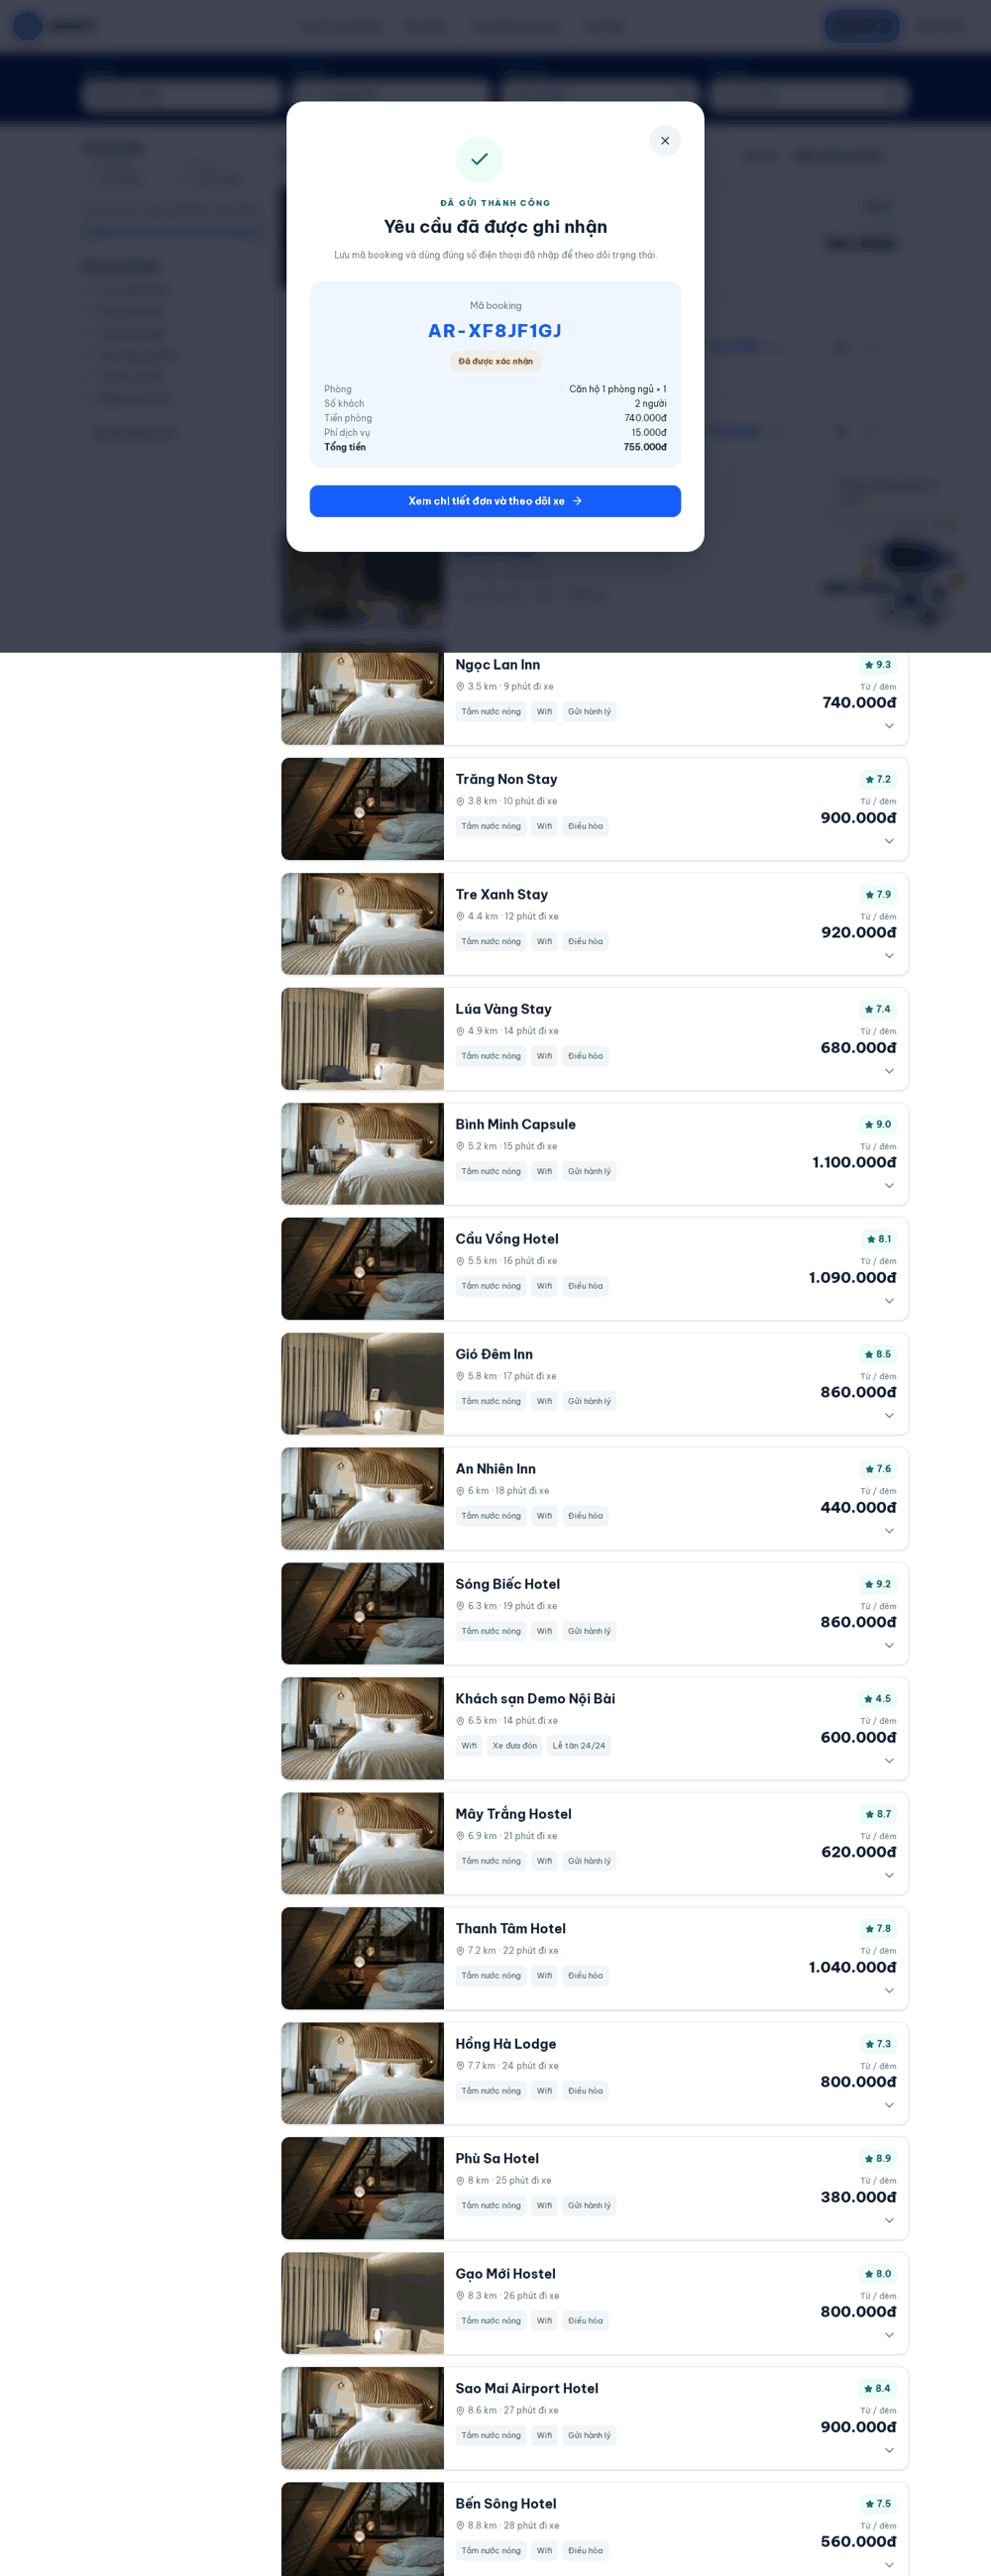 ĐÃ GỬI THÀNH CÔNG
Yêu cầu đã được ghi nhận
Lưu mã booking và dùng đúng số điện thoại đã nhập để theo dõi trạng thái.
Mã booking
AR-XF8JF1GJ
Đã được xác nhận
Phòng Căn hộ 1 phòng ngủ × 1
Số khách 2 người
Tiền phòng 740.000đ
Phí dịch vụ 15.000đ
Tổng tiền 755.000đ
Xem chi tiết đơn và theo dõi xe →
Ngọc Lan Inn 9.3
3.5 km · 9 phút đi xe Từ / đêm
740.000đ
Tắm nước nóng Wifi Gửi hành lý
Trăng Non Stay 7.2
3.8 km · 10 phút đi xe Từ / đêm
900.000đ
Tắm nước nóng Wifi Điều hòa
Tre Xanh Stay 7.9
4.4 km · 12 phút đi xe Từ / đêm
920.000đ
Tắm nước nóng Wifi Điều hòa
Lúa Vàng Stay 7.4
4.9 km · 14 phút đi xe Từ / đêm
680.000đ
Tắm nước nóng Wifi Điều hòa
Bình Minh Capsule 9.0
5.2 km · 15 phút đi xe Từ / đêm
1.100.000đ
Tắm nước nóng Wifi Gửi hành lý
Cầu Vồng Hotel 8.1
5.5 km · 16 phút đi xe Từ / đêm
1.090.000đ
Tắm nước nóng Wifi Điều hòa
Gió Đêm Inn 8.5
5.8 km · 17 phút đi xe Từ / đêm
860.000đ
Tắm nước nóng Wifi Gửi hành lý
An Nhiên Inn 7.6
6 km · 18 phút đi xe Từ / đêm
440.000đ
Tắm nước nóng Wifi Điều hòa
Sóng Biếc Hotel 9.2
6.3 km · 19 phút đi xe Từ / đêm
860.000đ
Tắm nước nóng Wifi Gửi hành lý
Khách sạn Demo Nội Bài 4.5
6.5 km · 14 phút đi xe Từ / đêm
600.000đ
Wifi Xe đưa đón Lễ tân 24/24
Mây Trắng Hostel 8.7
6.9 km · 21 phút đi xe Từ / đêm
620.000đ
Tắm nước nóng Wifi Gửi hành lý
Thanh Tâm Hotel 7.8
7.2 km · 22 phút đi xe Từ / đêm
1.040.000đ
Tắm nước nóng Wifi Điều hòa
Hồng Hà Lodge 7.3
7.7 km · 24 phút đi xe Từ / đêm
800.000đ
Tắm nước nóng Wifi Điều hòa
Phù Sa Hotel 8.9
8 km · 25 phút đi xe Từ / đêm
380.000đ
Tắm nước nóng Wifi Gửi hành lý
Gạo Mới Hostel 8.0
8.3 km · 26 phút đi xe Từ / đêm
800.000đ
Tắm nước nóng Wifi Điều hòa
Sao Mai Airport Hotel 8.4
8.6 km · 27 phút đi xe Từ / đêm
900.000đ
Tắm nước nóng Wifi Gửi hành lý
Bến Sông Hotel 7.5
8.8 km · 28 phút đi xe Từ / đêm
560.000đ
Tắm nước nóng Wifi Điều hòa